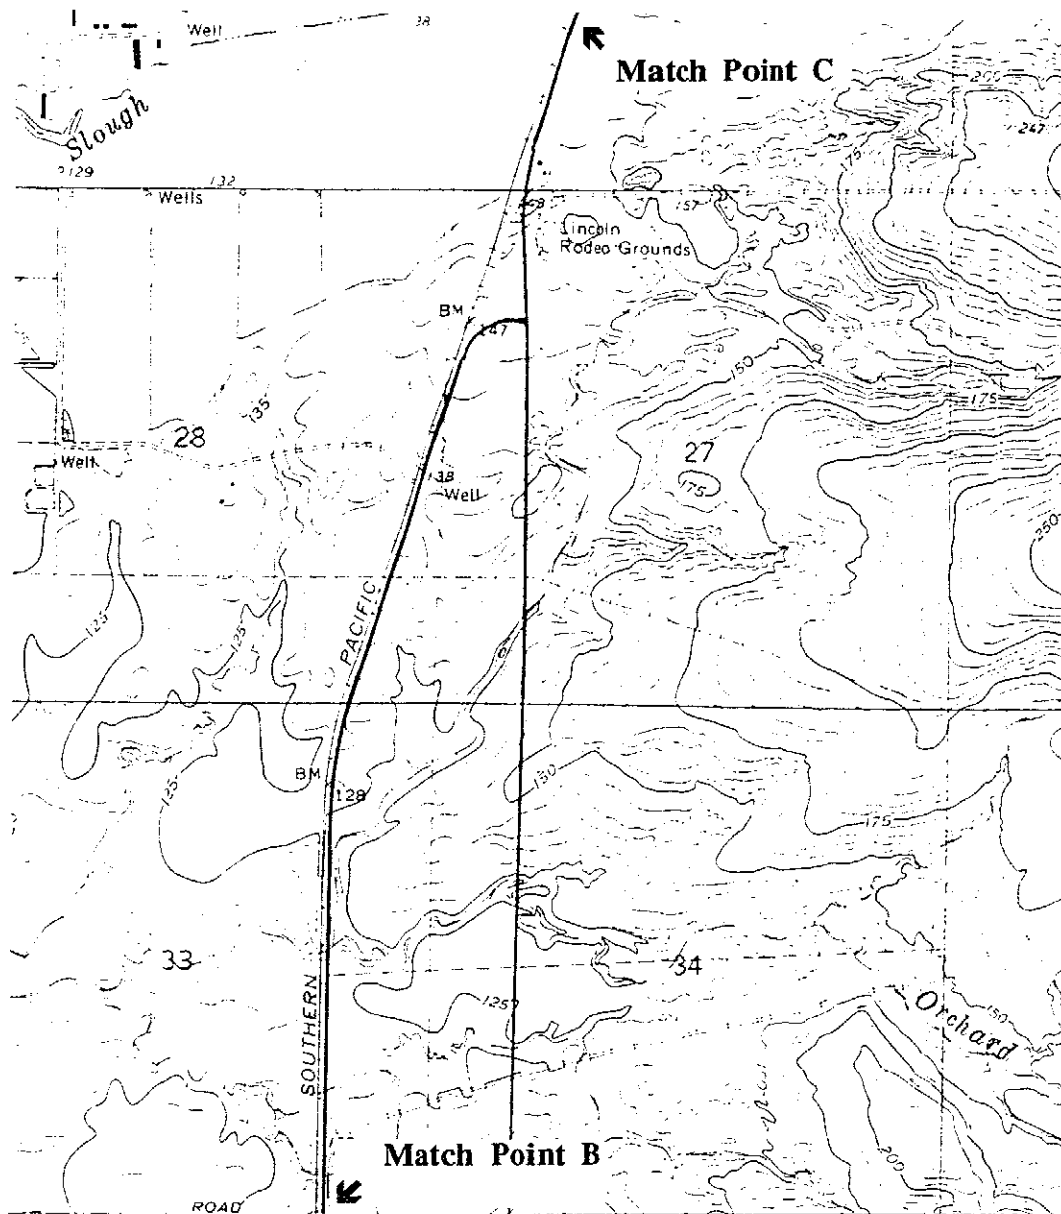 Well
38
Match Point C
Slough
200
247
175
129
132
Wells
157
Lincoln
Rodeo Grounds
BM
147
150
135
175
28
27
Well
138
Well
175
250
125
125
PACIFIC
BM
128
125
150
175
33
34
125
Orchard
150
SOUTHERN
Match Point B
200
ROAD